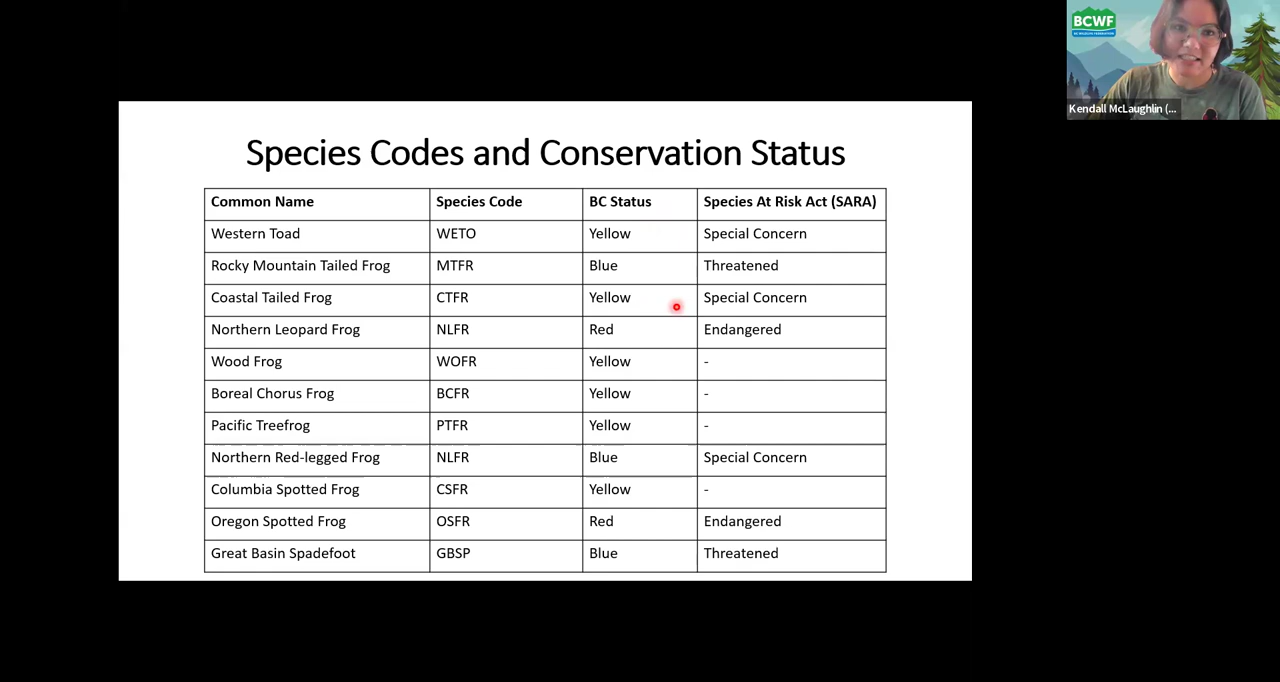 BCWF
BC WILDLIFE FEDERATION
Kendall McLaughlin (...
Species Codes and Conservation Status
Common Name Species Code BC Status Species At Risk Act (SARA)
Western Toad WETO Yellow Special Concern
Rocky Mountain Tailed Frog MTFR Blue Threatened
Coastal Tailed Frog CTFR Yellow Special Concern
Northern Leopard Frog NLFR Red Endangered
Wood Frog WOFR Yellow -
Boreal Chorus Frog BCFR Yellow -
Pacific Treefrog PTFR Yellow -
Northern Red-legged Frog NLFR Blue Special Concern
Columbia Spotted Frog CSFR Yellow -
Oregon Spotted Frog OSFR Red Endangered
Great Basin Spadefoot GBSP Blue Threatened